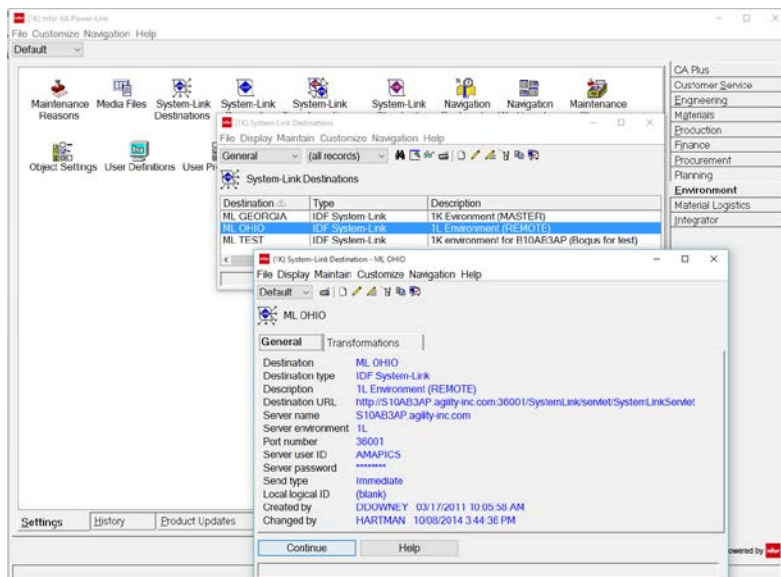 infor (1K) Infor XA Power-Link
File Customize Navigation Help
Default
Maintenance Reasons
Media Files
System-Link Destinations
System-Link
System-Link
System-Link
Navigation
Navigation
Maintenance
Object Settings
User Definitions
User Pr
CA Plus
Customer Service
Engineering
Materials
Production
Finance
Procurement
Planning
Environment
Material Logistics
Integrator
(1K) System-Link Destinations
File Display Maintain Customize Navigation Help
General (all records)
System-Link Destinations
Destination Type Description
ML GEORGIA IDF System-Link 1K Evironment (MASTER)
ML OHIO IDF System-Link 1L Environment (REMOTE)
ML TEST IDF System-Link 1K environment for B10AB3AP (Bogus for test)
(1K) System-Link Destination - ML OHIO
File Display Maintain Customize Navigation Help
Default
ML OHIO
General Transformations
Destination ML OHIO
Destination type IDF System-Link
Description 1L Environment (REMOTE)
Destination URL http://S10AB3AP.agility-inc.com:36001/SystemLink/servlet/SystemLinkServlet
Server name S10AB3AP.agility-inc.com
Server environment 1L
Port number 36001
Server user ID AMAPICS
Server password ********
Send type Immediate
Local logical ID (blank)
Created by DDOWNEY 03/17/2011 10:05:58 AM
Changed by HARTMAN 10/08/2014 3:44:36 PM
Continue Help
Settings History Product Updates
owered by infor